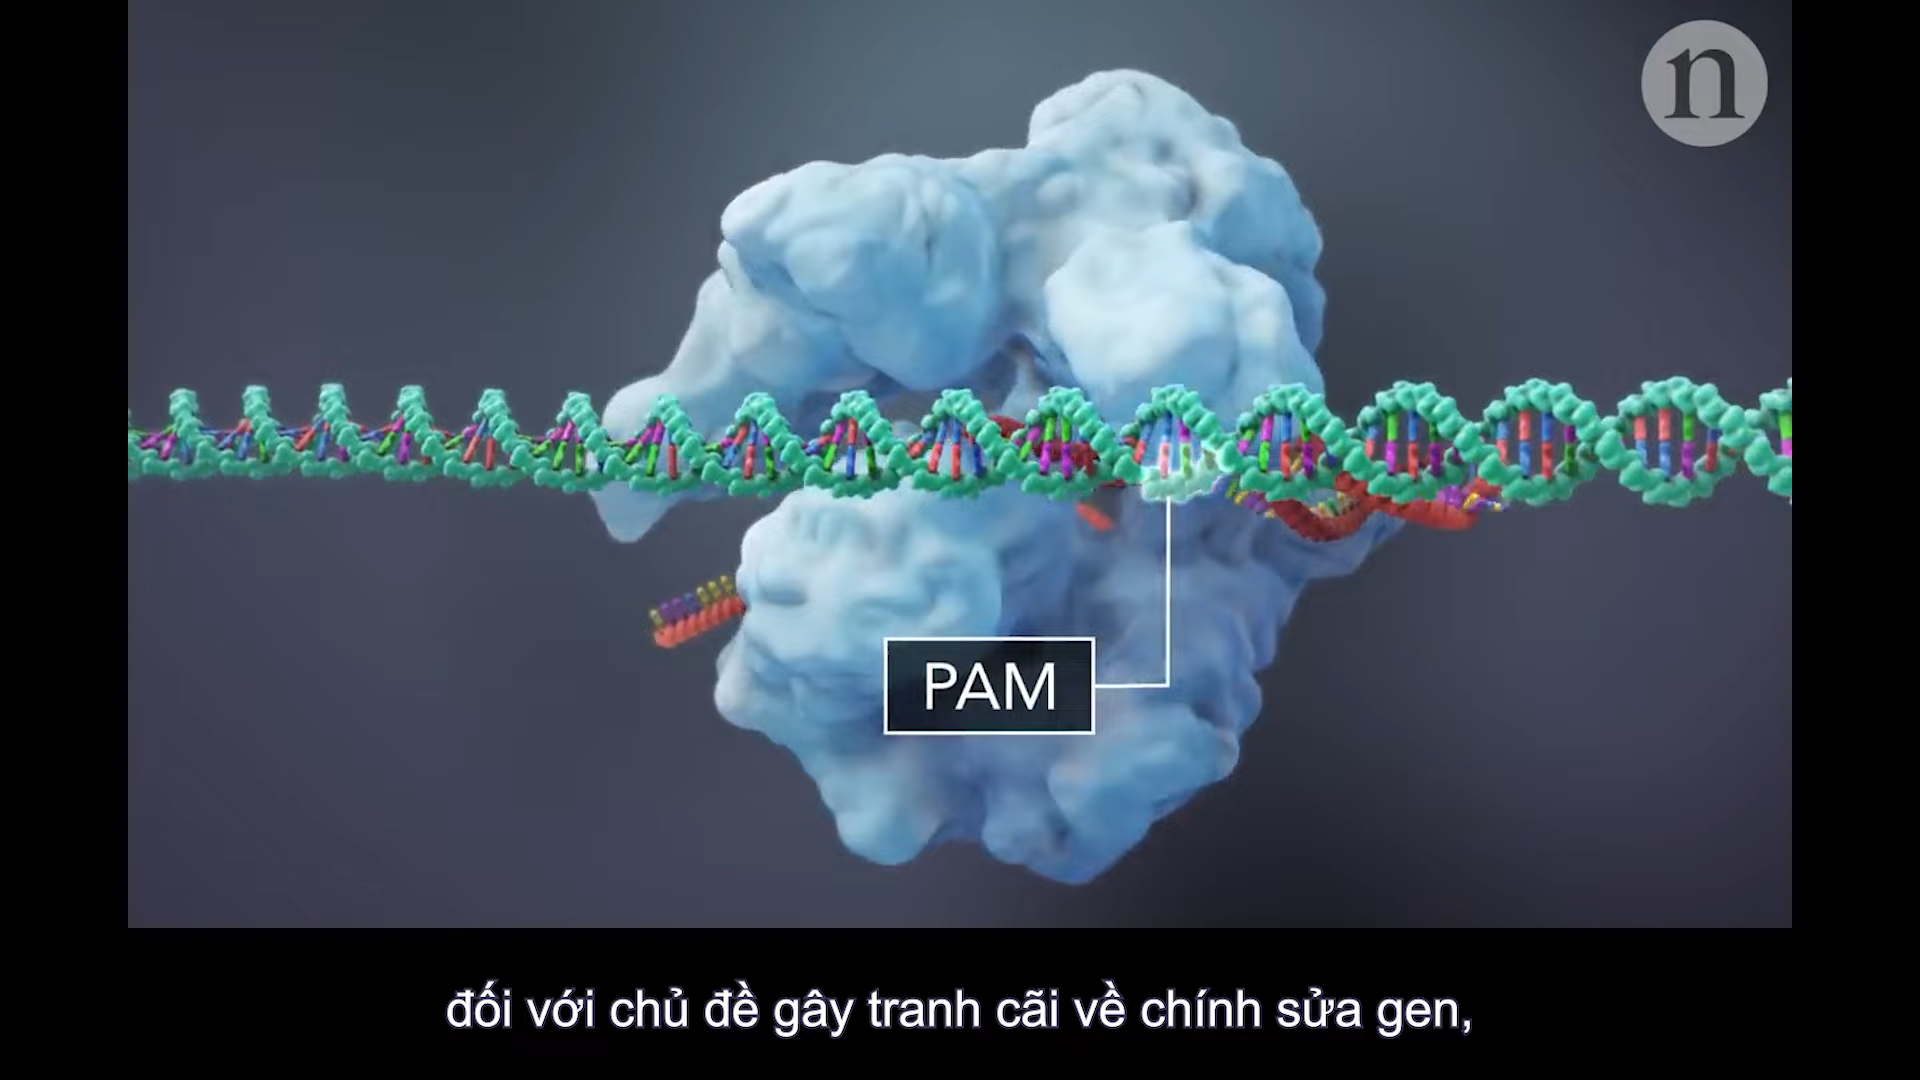 n
PAM
đối với chủ đề gây tranh cãi về chính sửa gen,